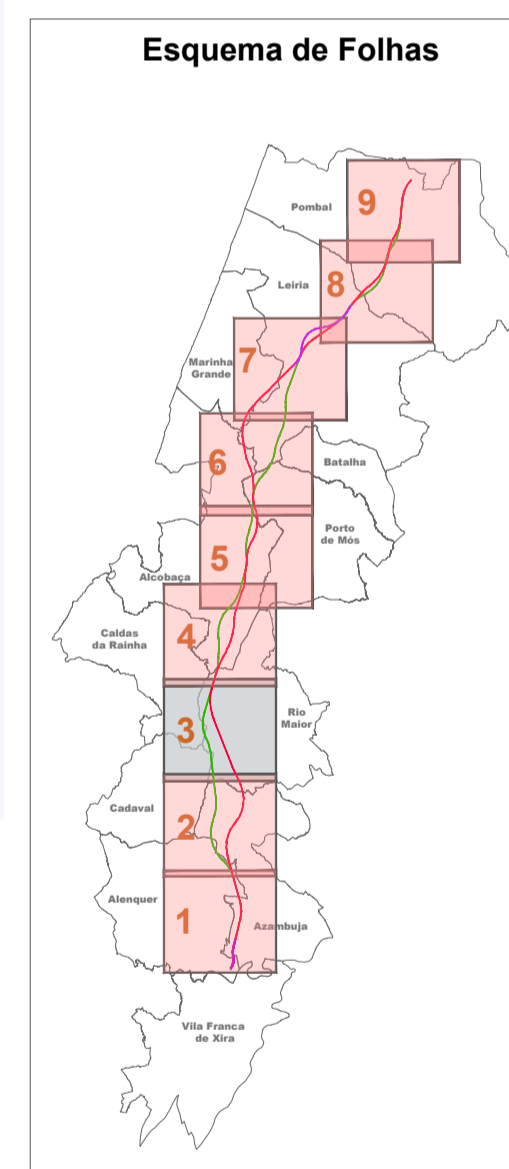 Esquema de Folhas
9
Pombal
8
Leiria
7
Marinha
Grande
6
Batalha
Porto
de Mós
5
Alcobaça
4
Caldas
da Rainha
Rio
Maior
3
Cadaval
2
Alenquer
1
Azambuja
Vila Franca
de Xira